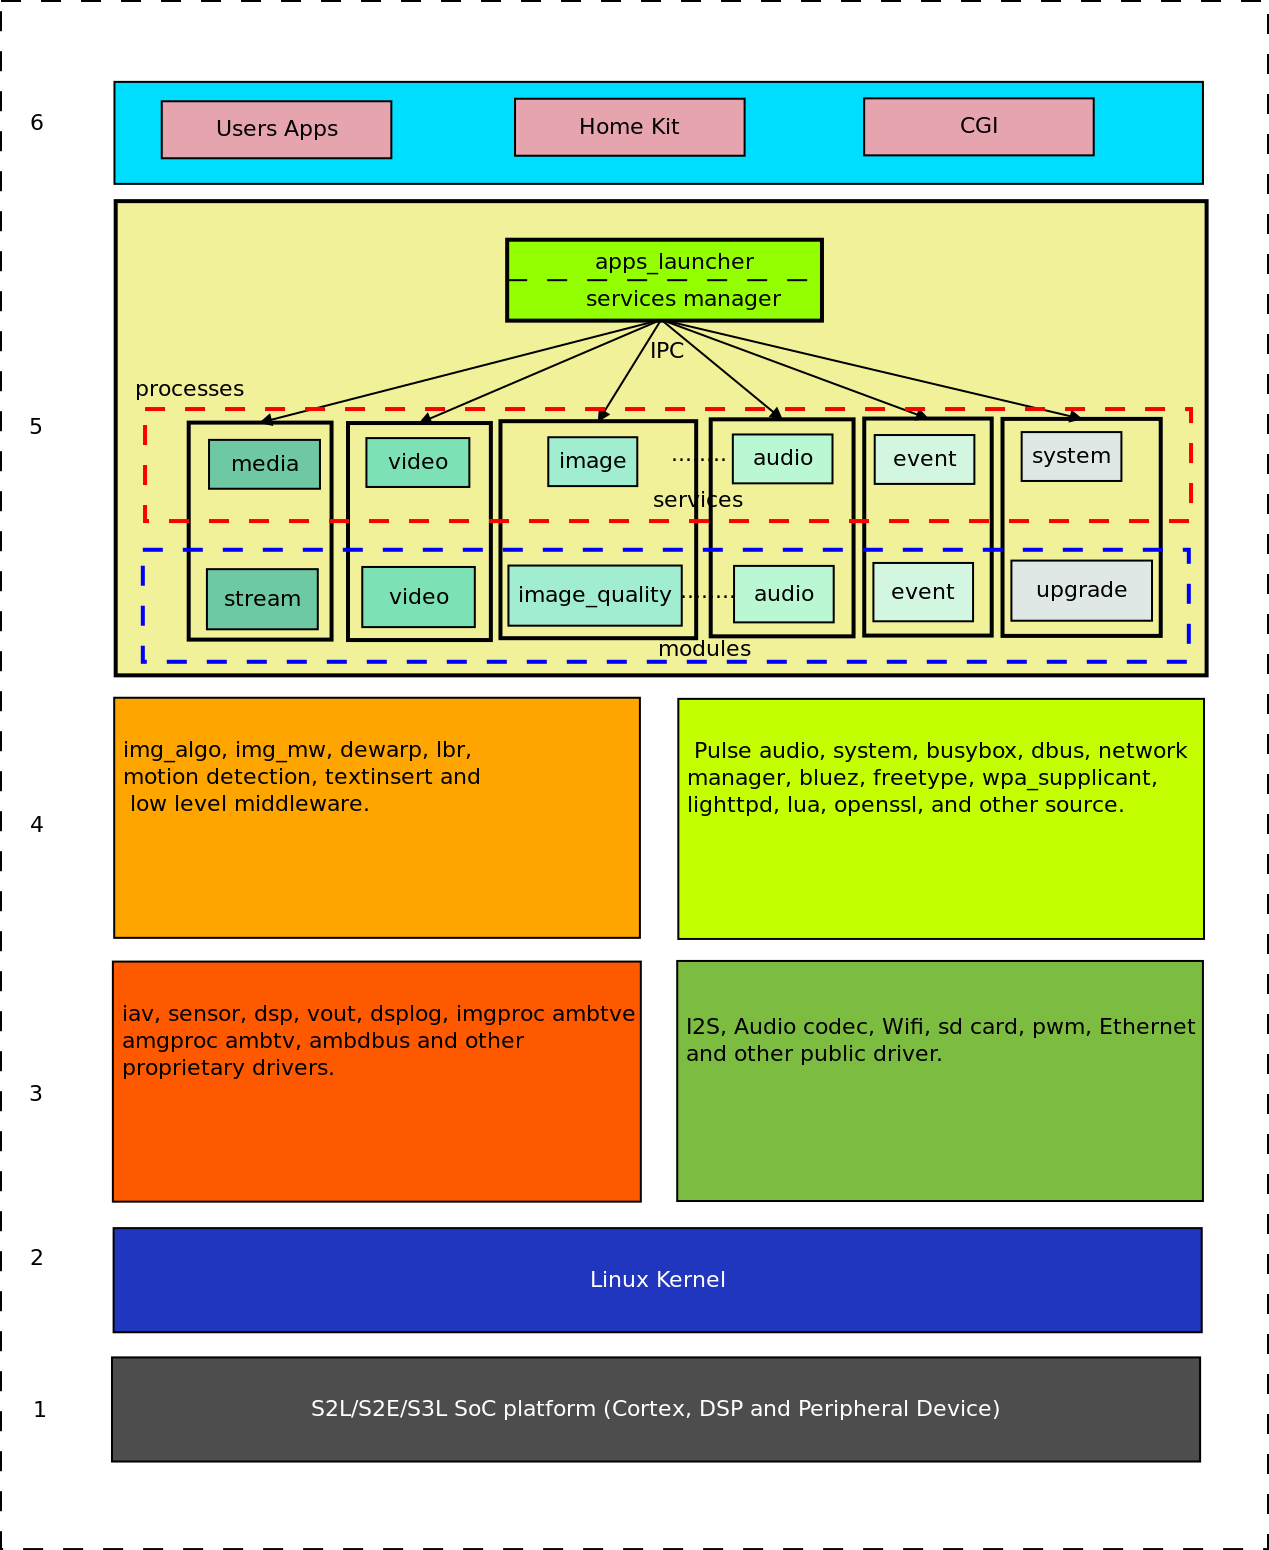 6
Users Apps
Home Kit
CGI
apps_launcher
services manager
IPC
processes
5
media
video
image
........
audio
event
system
services
stream
video
image_quality
........
audio
event
upgrade
modules
img_algo, img_mw, dewarp, lbr,
motion detection, textinsert and
low level middleware.
Pulse audio, system, busybox, dbus, network
manager, bluez, freetype, wpa_supplicant,
lighttpd, lua, openssl, and other source.
4
iav, sensor, dsp, vout, dsplog, imgproc ambtve
amgproc ambtv, ambdbus and other
proprietary drivers.
I2S, Audio codec, Wifi, sd card, pwm, Ethernet
and other public driver.
3
2
Linux Kernel
1
S2L/S2E/S3L SoC platform (Cortex, DSP and Peripheral Device)